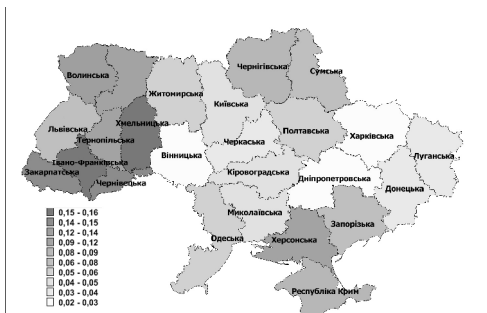 Чернігівська
Сумська
Волинська
Житомирська
Київська
Хмельницька
Львівська
Тернопільська
Полтавська
Харківська
Черкаська
Луганська
Вінницька
Івано-Франківська
Закарпатська
Кіровоградська
Дніпропетровська
Чернівецька
Донецька
Миколаївська
Запорізька
Одеська
Херсонська
Республіка Крим
0,15 - 0,16
0,14 - 0,15
0,12 - 0,14
0,09 - 0,12
0,08 - 0,09
0,06 - 0,08
0,05 - 0,06
0,04 - 0,05
0,03 - 0,04
0,02 - 0,03